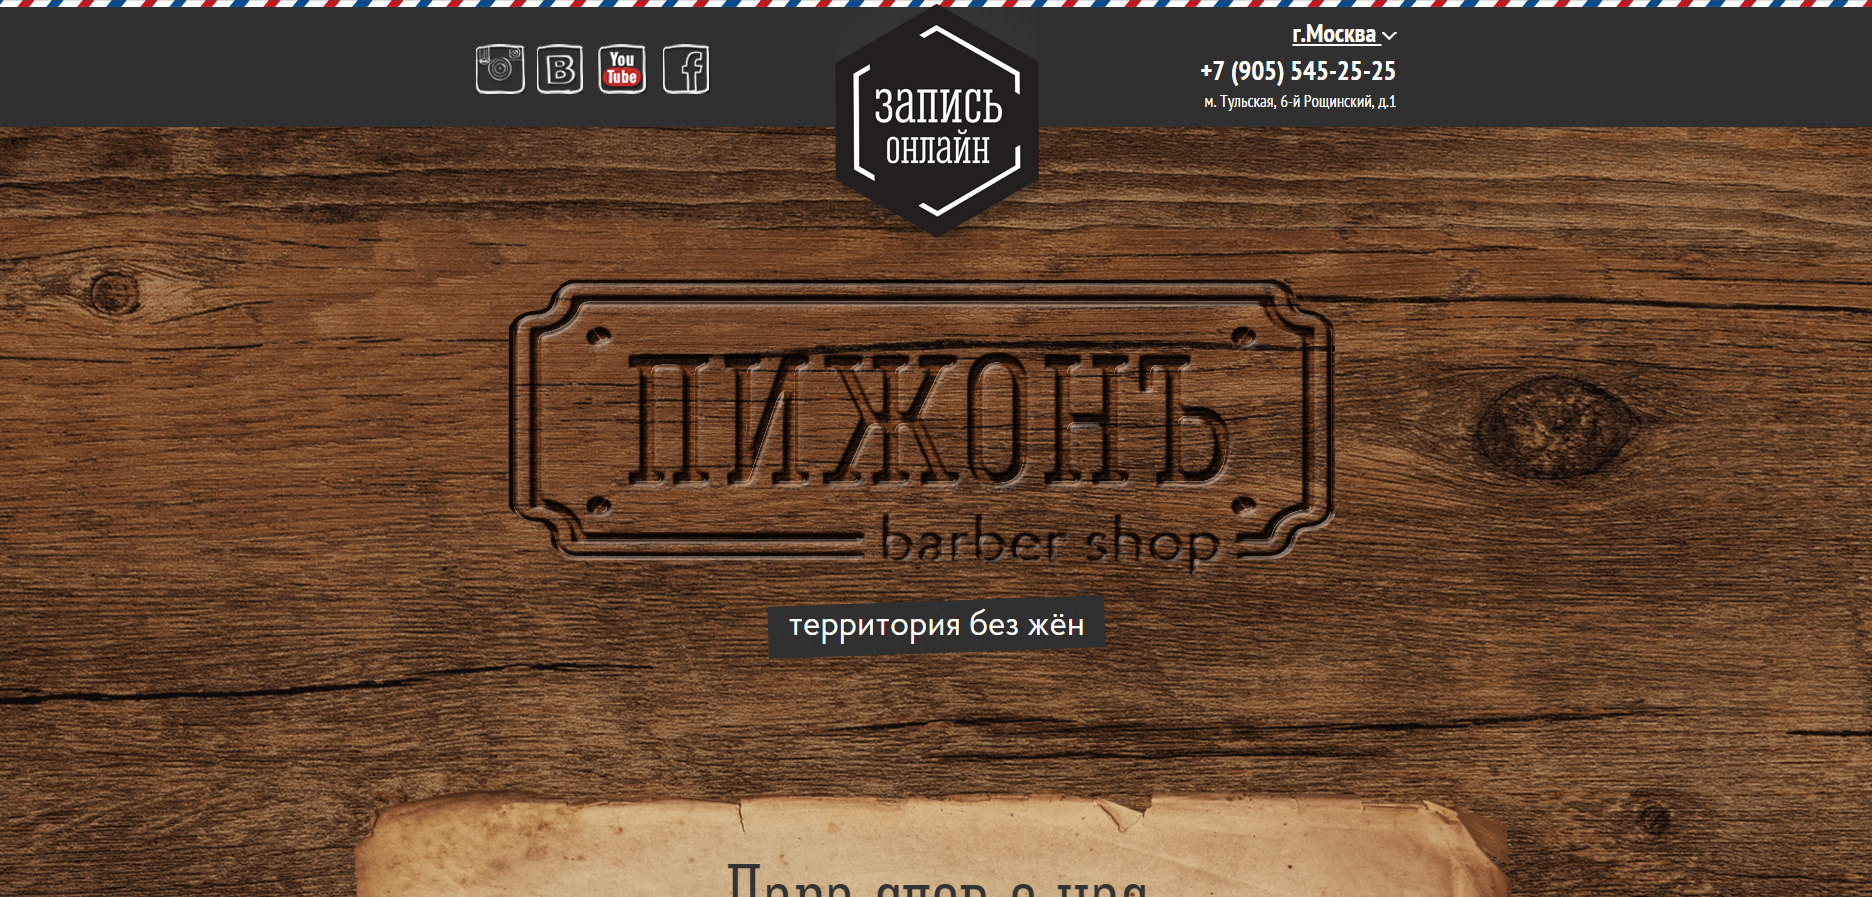 You
Tube
В
f
запись
онлайн
г.Москва
+7 (905) 545-25-25
м. Тульская, 6-й Рощинский, д.1
ПИЖОНЪ
barber shop
территория без жён